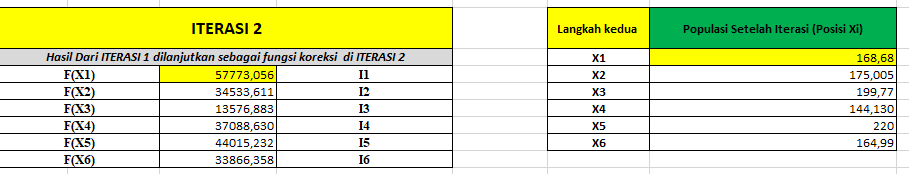 ITERASI 2
Hasil Dari ITERASI 1 dilanjutkan sebagai fungsi koreksi di ITERASI 2
F(X1) 57773,056 I1
F(X2) 34533,611 I2
F(X3) 13576,883 I3
F(X4) 37088,630 I4
F(X5) 44015,232 I5
F(X6) 33866,358 I6
Langkah kedua Populasi Setelah Iterasi (Posisi Xi)
X1 168,68
X2 175,005
X3 199,77
X4 144,130
X5 220
X6 164,99